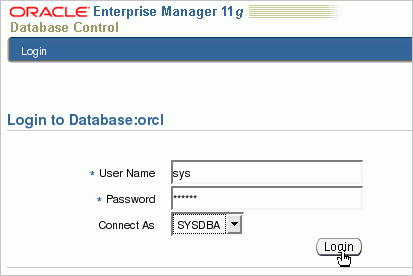 ORACLE Enterprise Manager 11g
Database Control
Login
Login to Database:orcl
* User Name sys
* Password ******
Connect As SYSDBA
Login